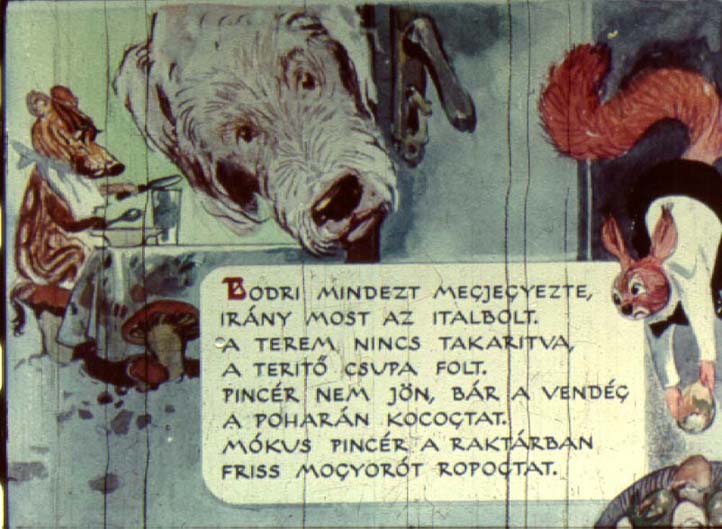 BODRI MINDEZT MEGJEGYEZTE,
IRÁNY MOST AZ ITALBOLT.
A TEREM NINCS TAKARITVA,
A TERITŐ CSUPA FOLT.
PINCÉR NEM JÖN, BÁR A VENDÉG
A POHARÁN KOCOGTAT.
MÓKUS PINCÉR A RAKTÁRBAN
FRISS MOGYORÓT ROPOGTAT.